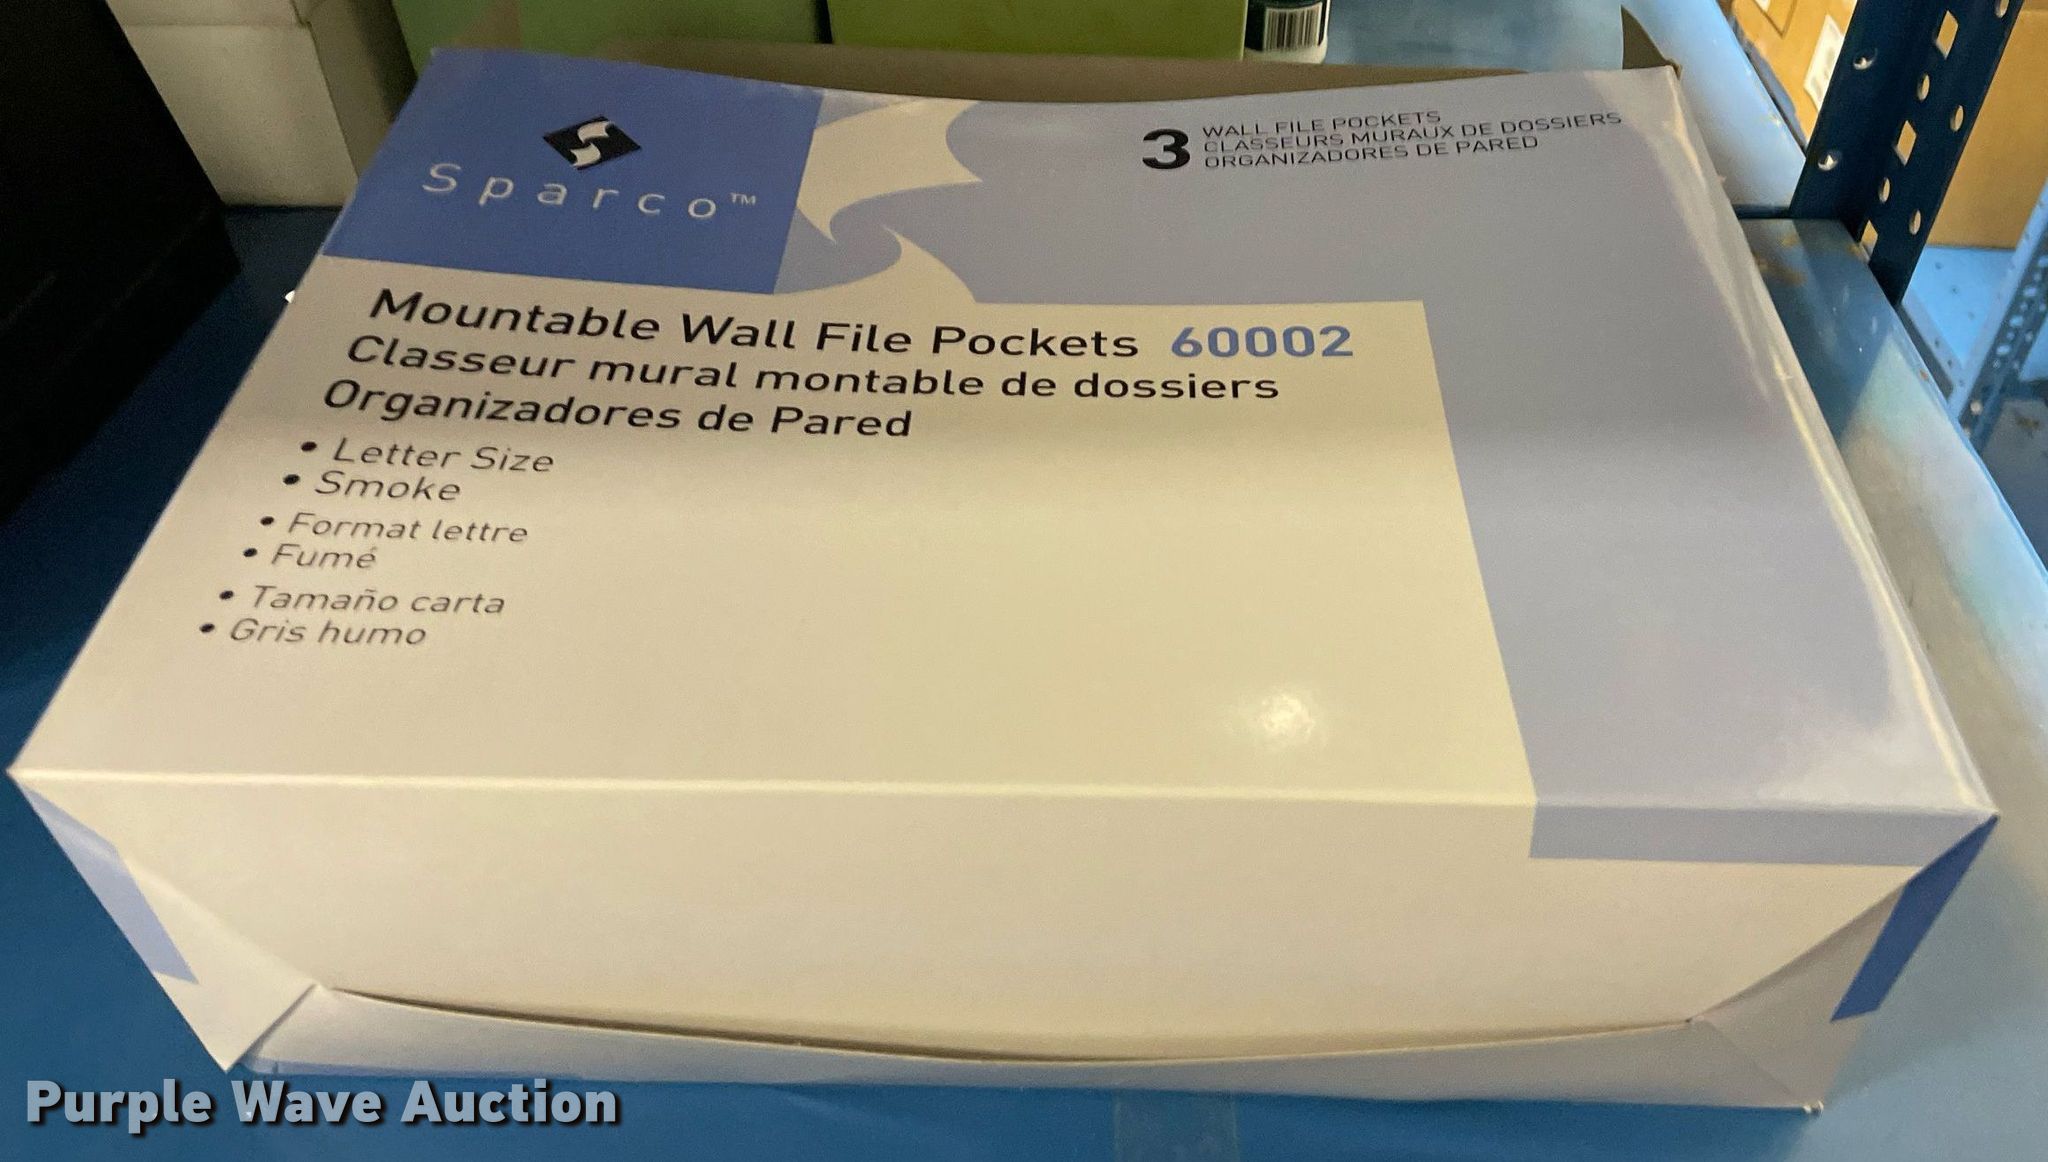 Sparco™
3 WALL FILE POCKETS
CLASSEURS MURAUX DE DOSSIERS
ORGANIZADORES DE PARED
Mountable Wall File Pockets 60002
Classeur mural montable de dossiers
Organizadores de Pared
• Letter Size
• Smoke
• Format lettre
• Fumé
• Tamaño carta
• Gris humo
Purple Wave Auction